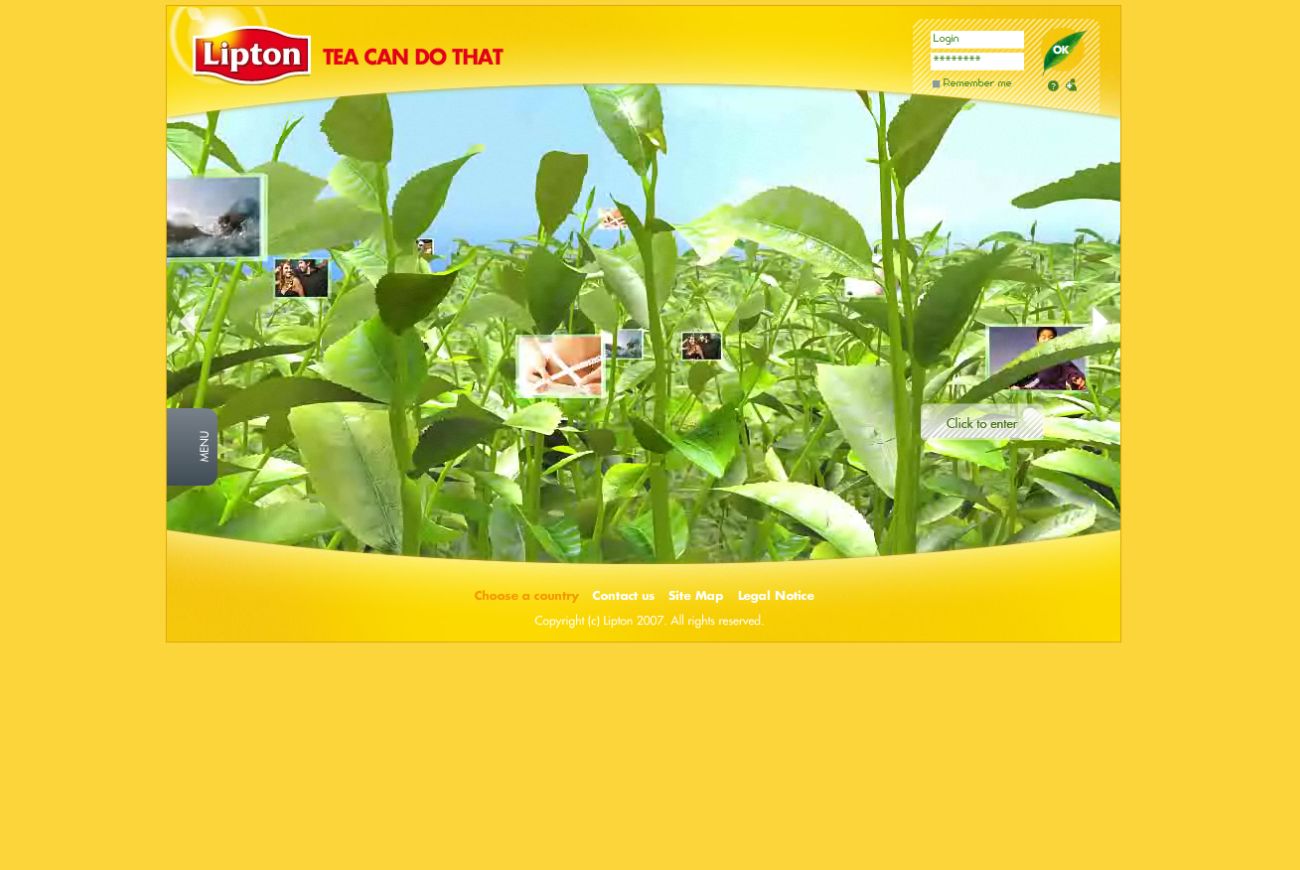 Lipton
TEA CAN DO THAT
Login
********
OK
Remember me
?
MENU
Click to enter
Choose a country Contact us Site Map Legal Notice
Copyright (c) Lipton 2007. All rights reserved.